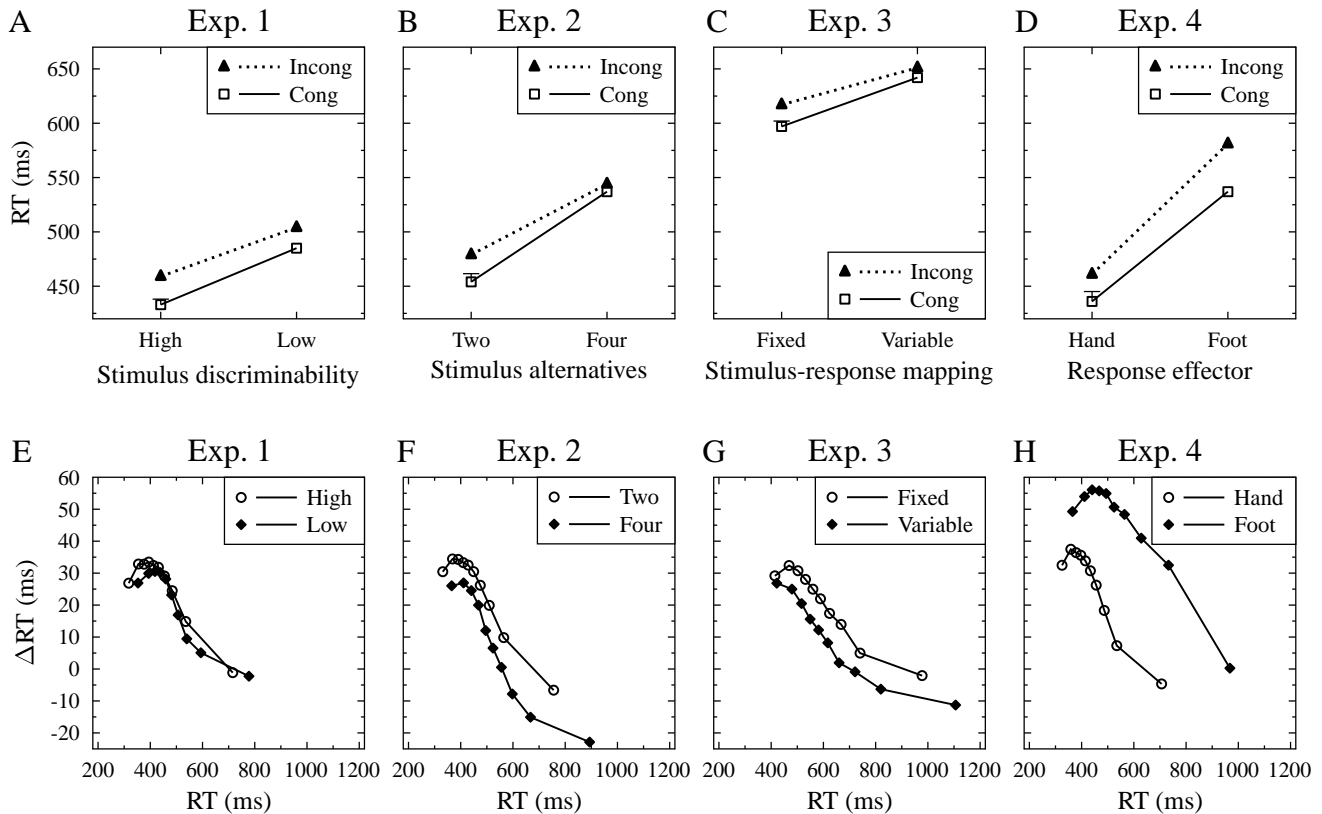 A Exp. 1
B Exp. 2
C Exp. 3
D Exp. 4
RT (ms)
650
600
550
500
450
Incong
Cong
High Low
Stimulus discriminability
Incong
Cong
Two Four
Stimulus alternatives
Incong
Cong
Fixed Variable
Stimulus-response mapping
Incong
Cong
Hand Foot
Response effector
E Exp. 1
F Exp. 2
G Exp. 3
H Exp. 4
ΔRT (ms)
60
50
40
30
20
10
0
-10
-20
High
Low
200 400 600 800 1000 1200
RT (ms)
Two
Four
200 400 600 800 1000 1200
RT (ms)
Fixed
Variable
200 400 600 800 1000 1200
RT (ms)
Hand
Foot
200 400 600 800 1000 1200
RT (ms)